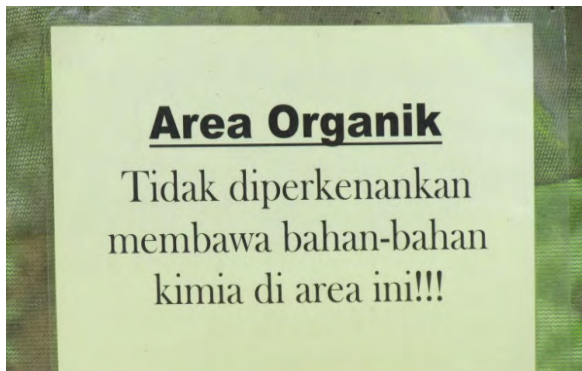 Area Organik
Tidak diperkenankan
membawa bahan-bahan
kimia di area ini!!!